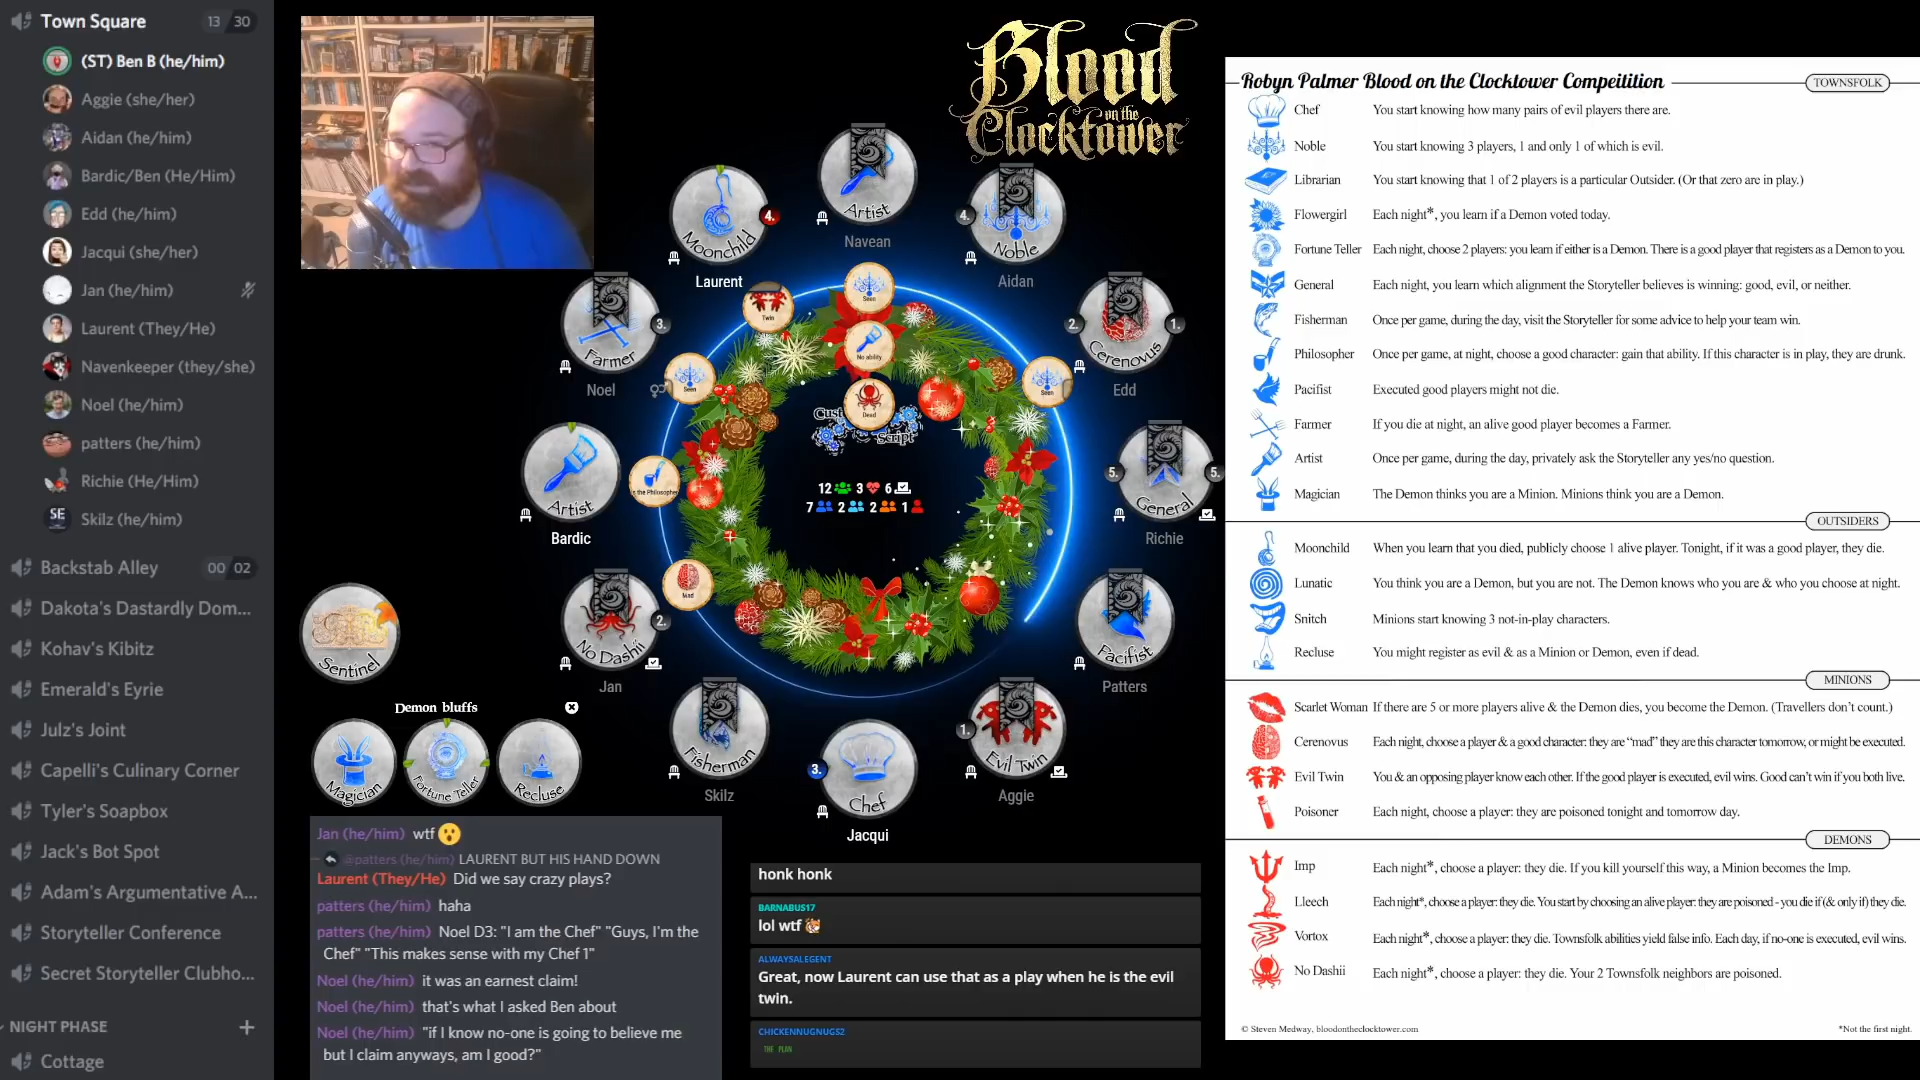 Town Square 13 30
(ST) Ben B (he/him)
Aggie (she/her)
Aidan (he/him)
Bardic/Ben (He/Him)
Edd (he/him)
Jacqui (she/her)
Jan (he/him)
Laurent (They/He)
Navenkeeper (they/she)
Noel (he/him)
patters (he/him)
Richie (He/Him)
Skilz (he/him)
Backstab Alley 00 02
Dakota's Dastardly Dom...
Kohav's Kibitz
Emerald's Eyrie
Julz's Joint
Capelli's Culinary Corner
Tyler's Soapbox
Jack's Bot Spot
Adam's Argumentative A...
Storyteller Conference
Secret Storyteller Clubho...
NIGHT PHASE
Cottage
Blood
on the
Clocktower
Artist
Navean
Moonchild
4.
Laurent
4.
Noble
Aidan
Farmer
3.
Noel
2.
1.
Cerenovus
Edd
Artist
Bardic
5.
5.
General
Richie
No Dashii
2.
Jan
Pacifist
Patters
Fisherman
Skilz
3.
Chef
Jacqui
1.
Evil Twin
Aggie
Seen
Twin
No ability
Dead
Seen
Seen
Is the Philosopher
Mad
Custom
Script
12 3 6
7 2 2 1
Sentinel
Demon bluffs
Magician
Fortune Teller
Recluse
Jan (he/him) wtf
@patters (he/him) LAURENT BUT HIS HAND DOWN
Laurent (They/He) Did we say crazy plays?
patters (he/him) haha
patters (he/him) Noel D3: "I am the Chef" "Guys, I'm the
Chef" "This makes sense with my Chef 1"
Noel (he/him) it was an earnest claim!
Noel (he/him) that's what I asked Ben about
Noel (he/him) "if I know no-one is going to believe me
but I claim anyways, am I good?"
honk honk
BARNABUS17
lol wtf
ALWAYSALEGENT
Great, now Laurent can use that as a play when he is the evil
twin.
CHICKENNUGNUGS2
THE PLAN
Robyn Palmer Blood on the Clocktower Compeitition
TOWNSFOLK
Chef You start knowing how many pairs of evil players there are.
Noble You start knowing 3 players, 1 and only 1 of which is evil.
Librarian You start knowing that 1 of 2 players is a particular Outsider. (Or that zero are in play.)
Flowergirl Each night*, you learn if a Demon voted today.
Fortune Teller Each night, choose 2 players: you learn if either is a Demon. There is a good player that registers as a Demon to you.
General Each night, you learn which alignment the Storyteller believes is winning: good, evil, or neither.
Fisherman Once per game, during the day, visit the Storyteller for some advice to help your team win.
Philosopher Once per game, at night, choose a good character: gain that ability. If this character is in play, they are drunk.
Pacifist Executed good players might not die.
Farmer If you die at night, an alive good player becomes a Farmer.
Artist Once per game, during the day, privately ask the Storyteller any yes/no question.
Magician The Demon thinks you are a Minion. Minions think you are a Demon.
OUTSIDERS
Moonchild When you learn that you died, publicly choose 1 alive player. Tonight, if it was a good player, they die.
Lunatic You think you are a Demon, but you are not. The Demon knows who you are & who you choose at night.
Snitch Minions start knowing 3 not-in-play characters.
Recluse You might register as evil & as a Minion or Demon, even if dead.
MINIONS
Scarlet Woman If there are 5 or more players alive & the Demon dies, you become the Demon. (Travellers don't count.)
Cerenovus Each night, choose a player & a good character: they are "mad" they are this character tomorrow, or might be executed.
Evil Twin You & an opposing player know each other. If the good player is executed, evil wins. Good can't win if you both live.
Poisoner Each night, choose a player: they are poisoned tonight and tomorrow day.
DEMONS
Imp Each night*, choose a player: they die. If you kill yourself this way, a Minion becomes the Imp.
Lleech Each night*, choose a player: they die. You start by choosing an alive player: they are poisoned - you die if (& only if) they die.
Vortox Each night*, choose a player: they die. Townsfolk abilities yield false info. Each day, if no-one is executed, evil wins.
No Dashii Each night*, choose a player: they die. Your 2 Townsfolk neighbors are poisoned.
© Steven Medway, bloodontheclocktower.com
*Not the first night.